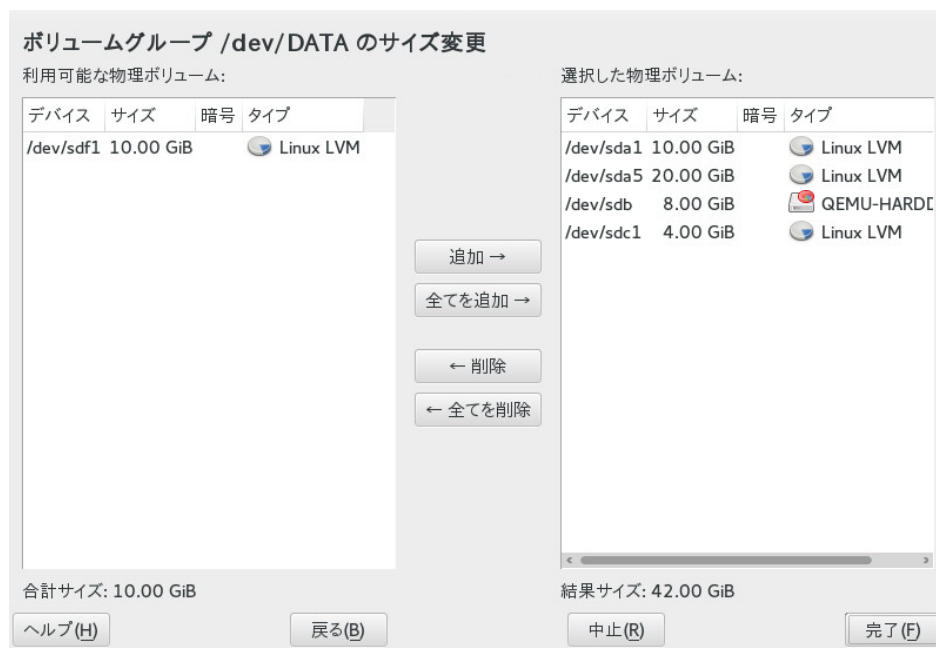 ボリュームグループ /dev/DATA のサイズ変更
利用可能な物理ボリューム:
デバイス サイズ 暗号 タイプ
/dev/sdf1 10.00 GiB Linux LVM
合計サイズ: 10.00 GiB
追加 →
全てを追加 →
← 削除
← 全てを削除
選択した物理ボリューム:
デバイス サイズ 暗号 タイプ
/dev/sda1 10.00 GiB Linux LVM
/dev/sda5 20.00 GiB Linux LVM
/dev/sdb 8.00 GiB QEMU-HARDD
/dev/sdc1 4.00 GiB Linux LVM
結果サイズ: 42.00 GiB
ヘルプ(H)
戻る(B)
中止(R)
完了(F)